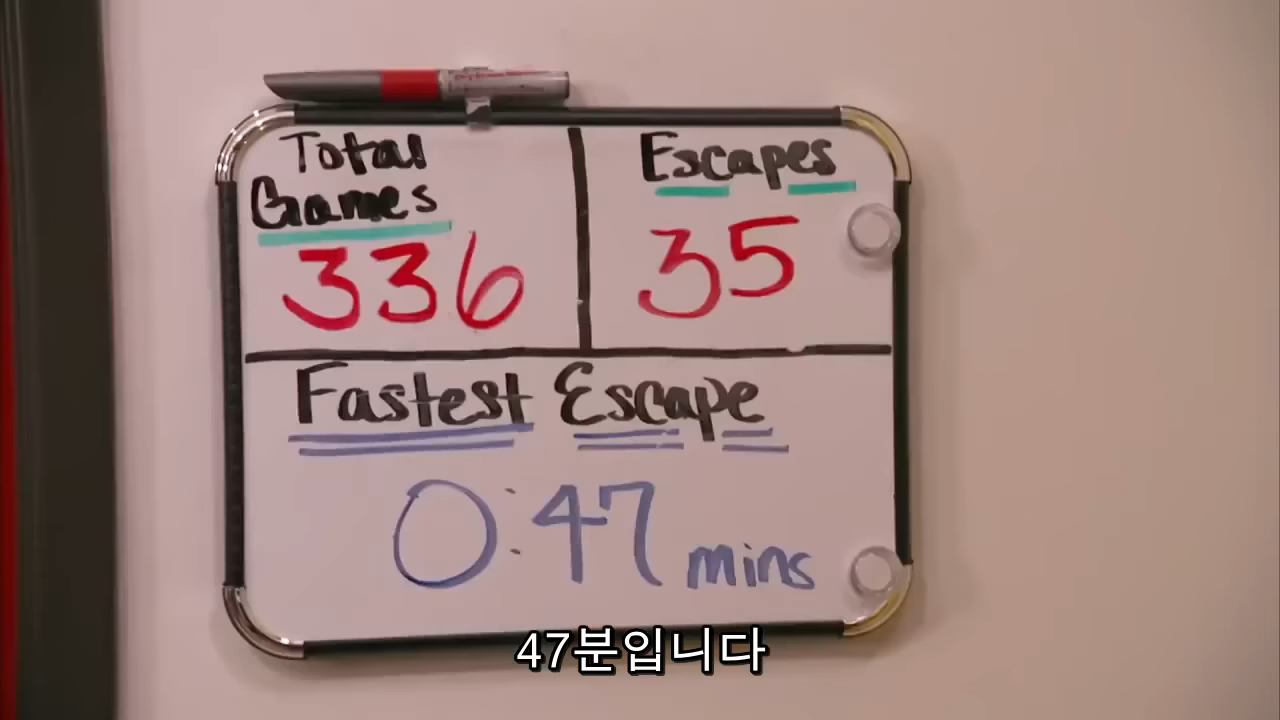 Total
Games
336
Escapes
35
Fastest Escape
0:47 mins
47분입니다